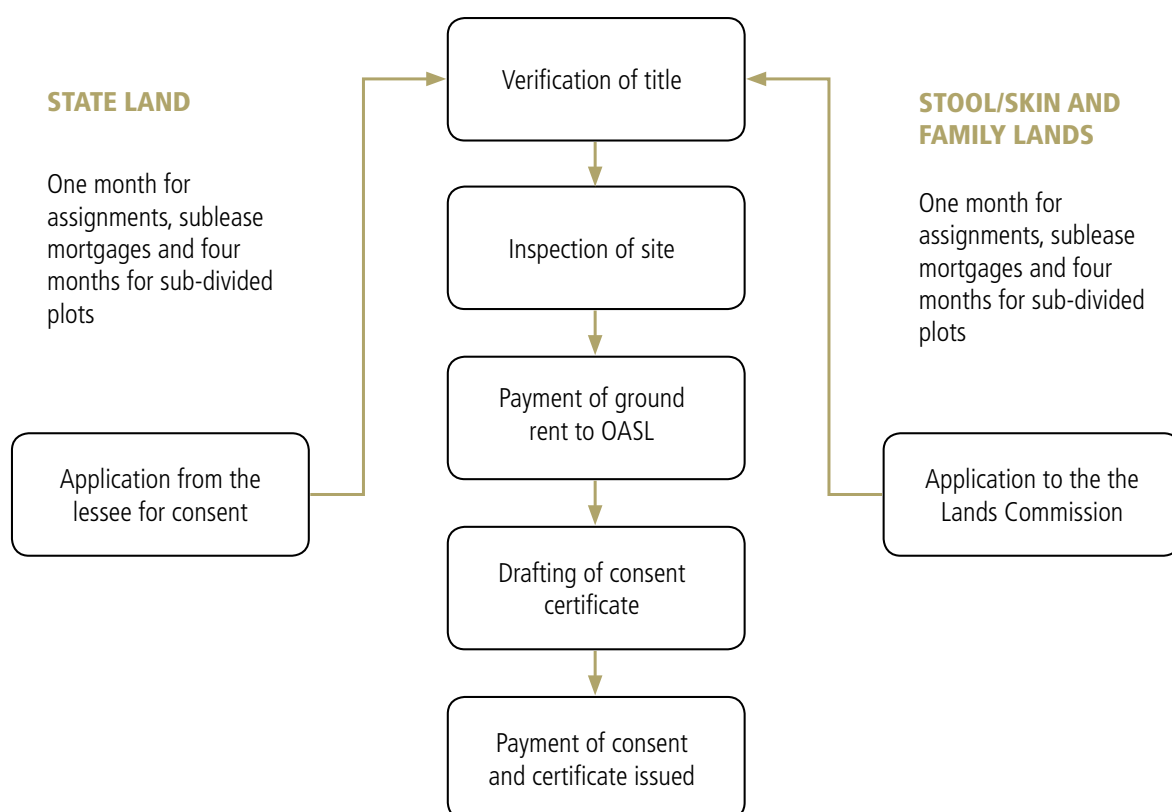 Verification of title
STATE LAND
One month for
assignments, sublease
mortgages and four
months for sub-divided
plots
STOOL/SKIN AND
FAMILY LANDS
One month for
assignments, sublease
mortgages and four
months for sub-divided
plots
Inspection of site
Payment of ground
rent to OASL
Application from the
lessee for consent
Application to the the
Lands Commission
Drafting of consent
certificate
Payment of consent
and certificate issued